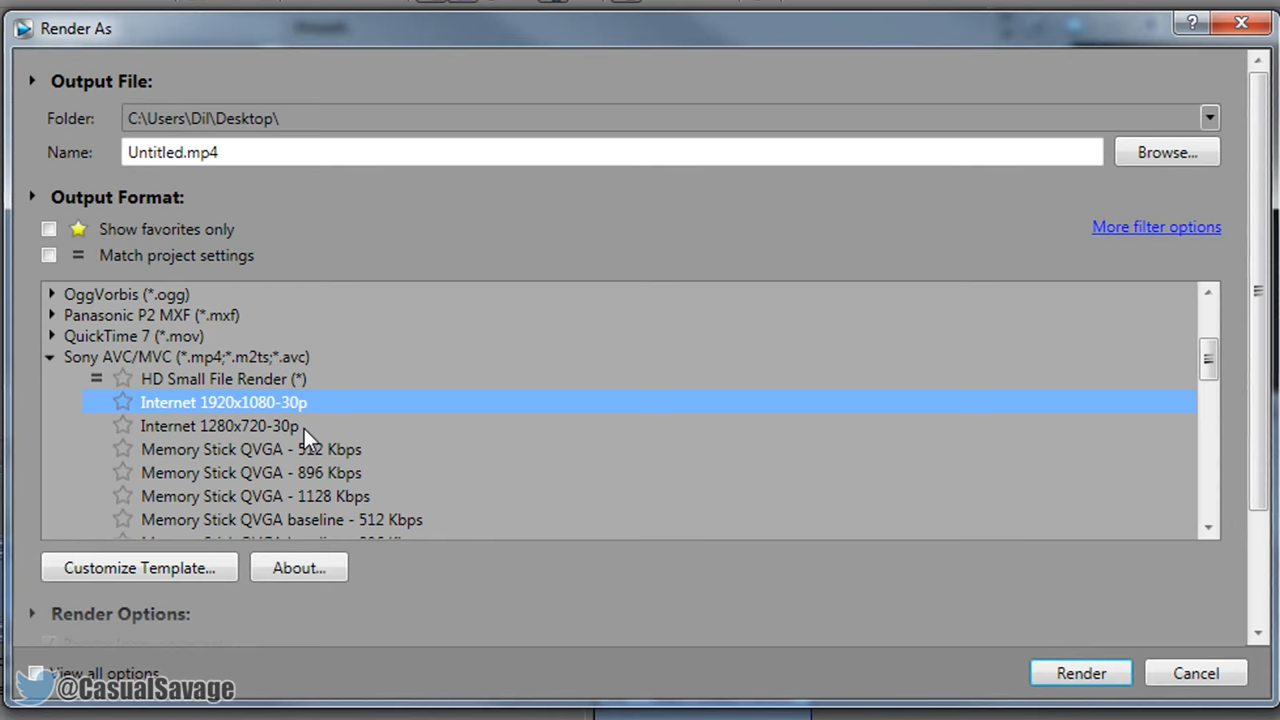 Render As
Output File:
Folder: C:\Users\Dil\Desktop\
Name: Untitled.mp4 Browse...
Output Format:
Show favorites only
More filter options
= Match project settings
OggVorbis (*.ogg)
Panasonic P2 MXF (*.mxf)
QuickTime 7 (*.mov)
Sony AVC/MVC (*.mp4;*.m2ts;*.avc)
= HD Small File Render (*)
Internet 1920x1080-30p
Internet 1280x720-30p
Memory Stick QVGA - 512 Kbps
Memory Stick QVGA - 896 Kbps
Memory Stick QVGA - 1128 Kbps
Memory Stick QVGA baseline - 512 Kbps
Customize Template... About...
Render Options:
View all options
@CasualSavage
Render Cancel